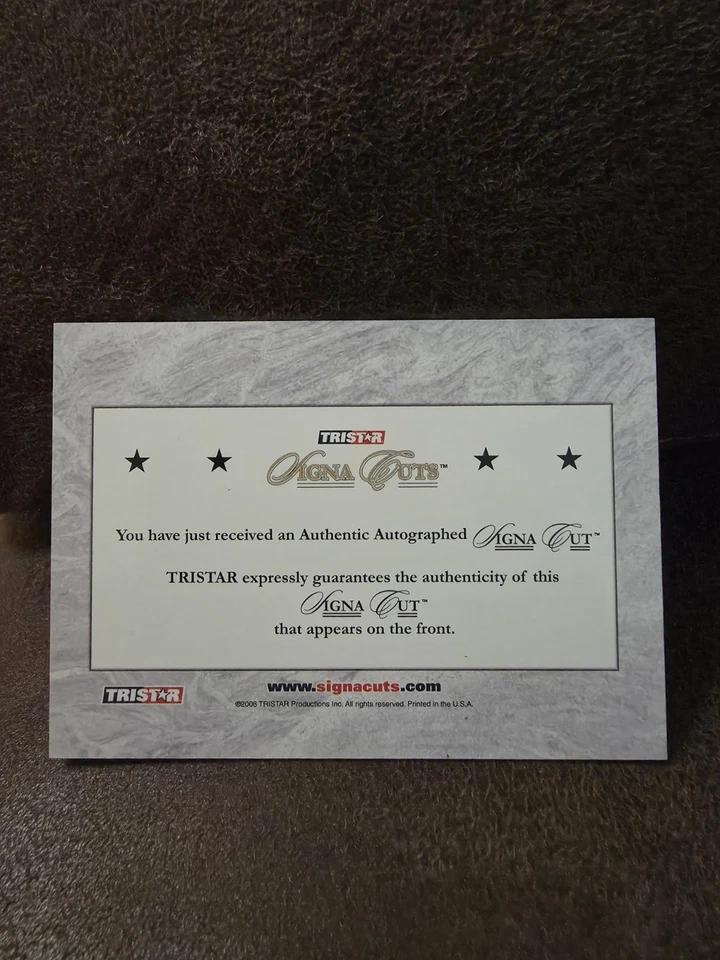 TRISTAR
SIGNA CUTS™
You have just received an Authentic Autographed SIGNA CUT™
TRISTAR expressly guarantees the authenticity of this
SIGNA CUT™
that appears on the front.
TRISTAR
www.signacuts.com
©2006 TRISTAR Productions Inc. All rights reserved. Printed in the U.S.A.